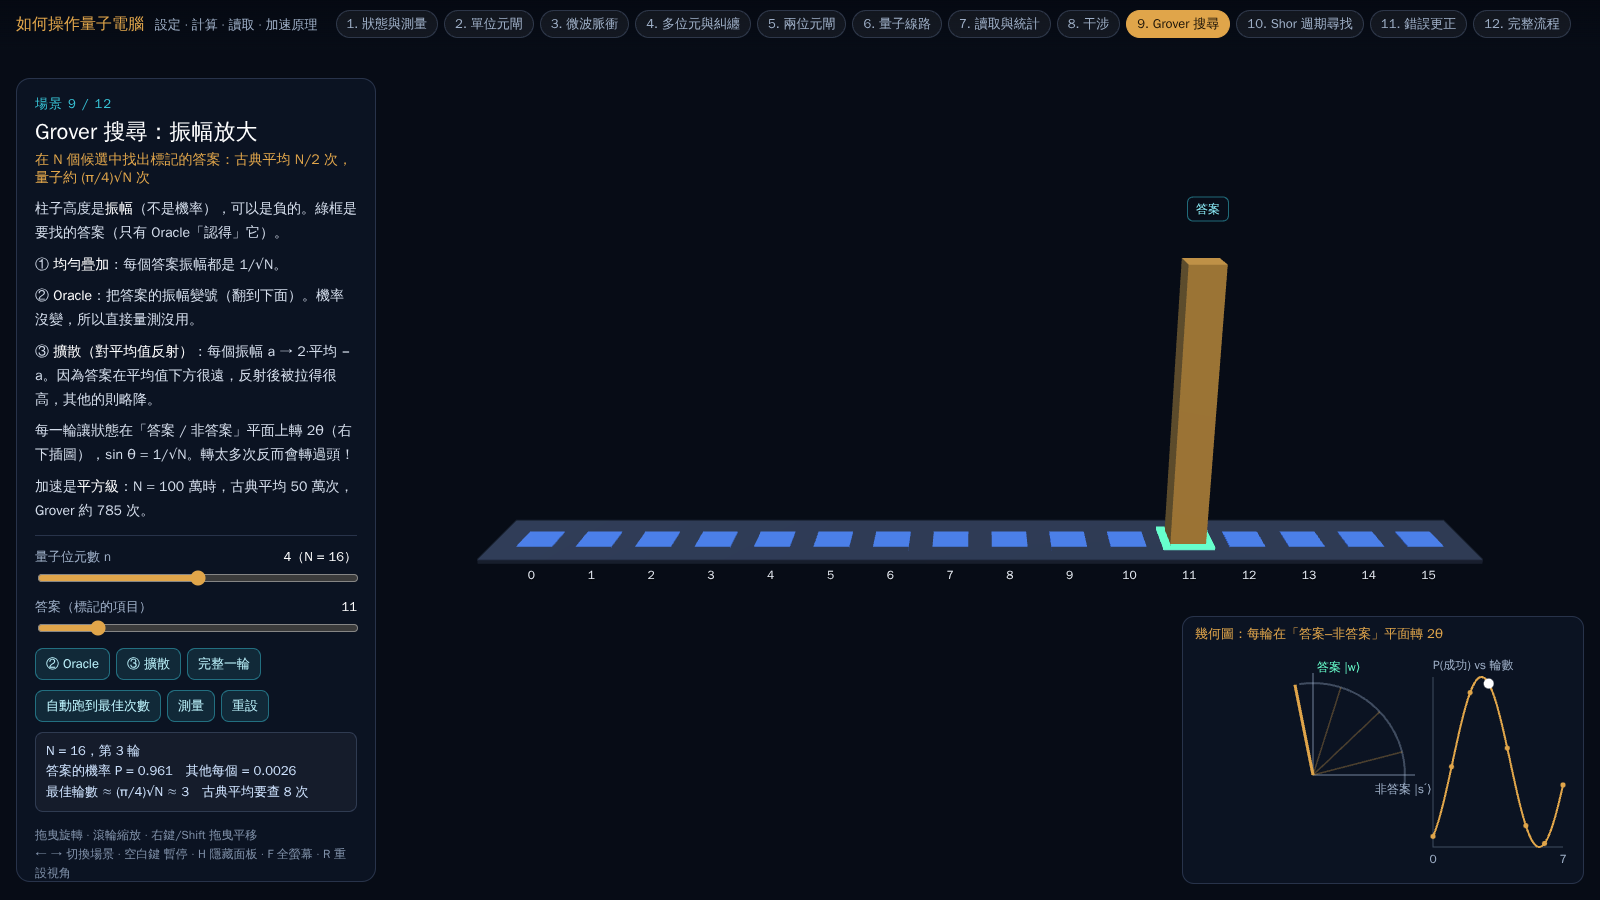 如何操作量子電腦 設定 · 計算 · 讀取 · 加速原理
1. 狀態與測量
2. 單位元閘
3. 微波脈衝
4. 多位元與糾纏
5. 兩位元閘
6. 量子線路
7. 讀取與統計
8. 干涉
9. Grover 搜尋
10. Shor 週期尋找
11. 錯誤更正
12. 完整流程
場景 9 / 12
Grover 搜尋：振幅放大
在 N 個候選中找出標記的答案：古典平均 N/2 次，
量子約 (π/4)√N 次
柱子高度是振幅（不是機率），可以是負的。綠框是
要找的答案（只有 Oracle「認得」它）。
① 均勻疊加：每個答案振幅都是 1/√N。
② Oracle：把答案的振幅變號（翻到下面）。機率
沒變，所以直接量測沒用。
③ 擴散（對平均值反射）：每個振幅 a → 2·平均 −
a。因為答案在平均值下方很遠，反射後被拉得很
高，其他的則略降。
每一輪讓狀態在「答案 / 非答案」平面上轉 2θ（右
下插圖），sin θ = 1/√N。轉太多次反而會轉過頭！
加速是平方級：N = 100 萬時，古典平均 50 萬次，
Grover 約 785 次。
量子位元數 n 4（N = 16）
答案（標記的項目） 11
② Oracle ③ 擴散 完整一輪
自動跑到最佳次數 測量 重設
N = 16，第 3 輪
答案的機率 P = 0.961 其他每個 = 0.0026
最佳輪數 ≈ (π/4)√N ≈ 3 古典平均要查 8 次
拖曳旋轉 · 滾輪縮放 · 右鍵/Shift 拖曳平移
← → 切換場景 · 空白鍵 暫停 · H 隱藏面板 · F 全螢幕 · R 重
設視角
答案
0 1 2 3 4 5 6 7 8 9 10 11 12 13 14 15
幾何圖：每輪在「答案–非答案」平面轉 2θ
答案 |w⟩
P(成功) vs 輪數
非答案 |s′⟩
0 7